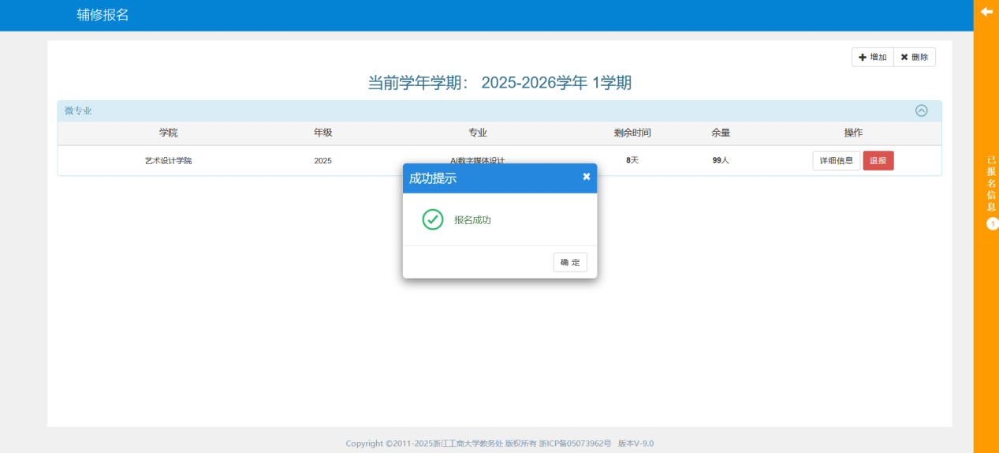 辅修报名
增加 删除
当前学年学期： 2025-2026学年 1学期
微专业
学院 年级 专业 剩余时间 余量 操作
艺术设计学院 2025 AI数字媒体设计 8天 99人 详细信息 退报
成功提示
报名成功
确 定
已报名信息
1
Copyright ©2011-2025浙江工商大学教务处 版权所有 浙ICP备05073962号 版本V-9.0